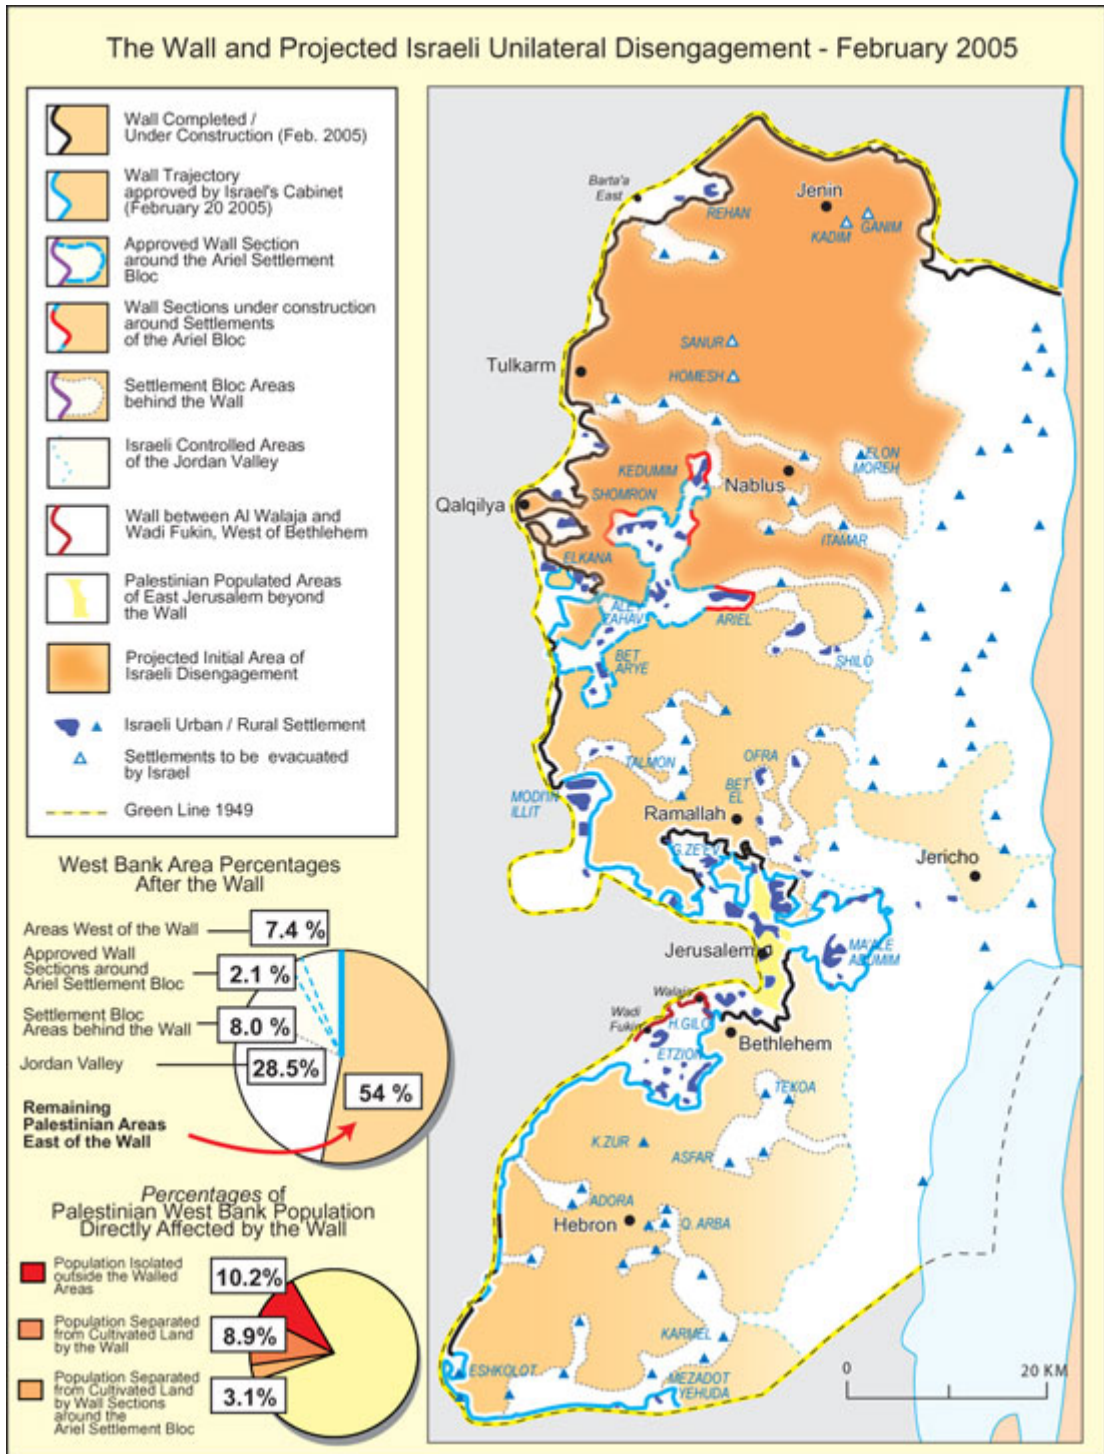 The Wall and Projected Israeli Unilateral Disengagement - February 2005
Wall Completed /
Under Construction (Feb. 2005)
Wall Trajectory
approved by Israel's Cabinet
(February 20 2005)
Approved Wall Section
around the Ariel Settlement
Bloc
Wall Sections under construction
around Settlements
of the Ariel Bloc
Settlement Bloc Areas
behind the Wall
Israeli Controlled Areas
of the Jordan Valley
Wall between Al Walaja and
Wadi Fukin, West of Bethlehem
Palestinian Populated Areas
of East Jerusalem beyond
the Wall
Projected Initial Area of
Israeli Disengagement
Israeli Urban / Rural Settlement
Settlements to be evacuated
by Israel
Green Line 1949
West Bank Area Percentages
After the Wall
Areas West of the Wall
7.4 %
Approved Wall
Sections around
Ariel Settlement Bloc
2.1 %
Settlement Bloc
Areas behind the Wall
8.0 %
Jordan Valley
28.5%
54 %
Remaining
Palestinian Areas
East of the Wall
Percentages of
Palestinian West Bank Population
Directly Affected by the Wall
Population Isolated
outside the Walled
Areas
10.2%
Population Separated
from Cultivated Land
by the Wall
8.9%
Population Separated
from Cultivated Land
by Wall Sections
around the
Ariel Settlement Bloc
3.1%
Barta'a
East
REHAN
Jenin
KADIM
GANIM
SANUR
HOMESH
Tulkarm
KEDUMIM
ELON
MOREH
Nablus
SHOMRON
Qalqilya
ITAMAR
ELKANA
ALE
ZAHAV
ARIEL
SHILO
BET
ARYE
TALMON
OFRA
BET
EL
MODI'IN
ILLIT
Ramallah
G.ZE'EV
Jericho
Jerusalem
MA'ALE
ADUMIM
Walaja
Wadi
Fukin
H.GILO
ETZION
Bethlehem
TEKOA
K.ZUR
ASFAR
ADORA
Hebron
Q. ARBA
KARMEL
ESHKOLOT
MEZADOT
YEHUDA
0
20 KM